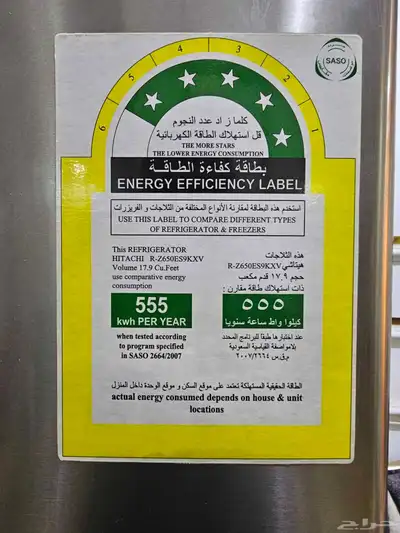 1
2
3
4
5
6
SASO
كلما زاد عدد النجوم
قل استهلاك الطاقة الكهربائية
THE MORE STARS
THE LOWER ENERGY CONSUMPTION
بطاقة كفاءة الطاقة
ENERGY EFFICIENCY LABEL
استخدم هذه البطاقة لمقارنة الأنواع المختلفة من الثلاجات و الفريزرات
USE THIS LABEL TO COMPARE DIFFERENT TYPES
OF REFRIGERATOR & FREEZERS
This REFRIGERATOR
HITACHI R-Z650ES9KXV
Volume 17.9 Cu.Feet
use comparative energy
consumption
555
kwh PER YEAR
when tested according
to program specified
in SASO 2664/2007
هذه الثلاجات
هيتاشي R-Z650ES9KXV
حجم ١٧,٩ قدم مكعب
ذات استهلاك طاقة مقارن :
٥٥٥
كيلوا واط ساعة سنويا
عند اختبارها طبقا للبرنامج المحدد
بالمواصفة القياسية السعودية
م.ق.س ٢٠٠٧/٢٦٦٤
الطاقة الحقيقية المستهلكة تعتمد على موقع السكن و موقع الوحدة داخل المنزل
actual energy consumed depends on house & unit
locations
حراج